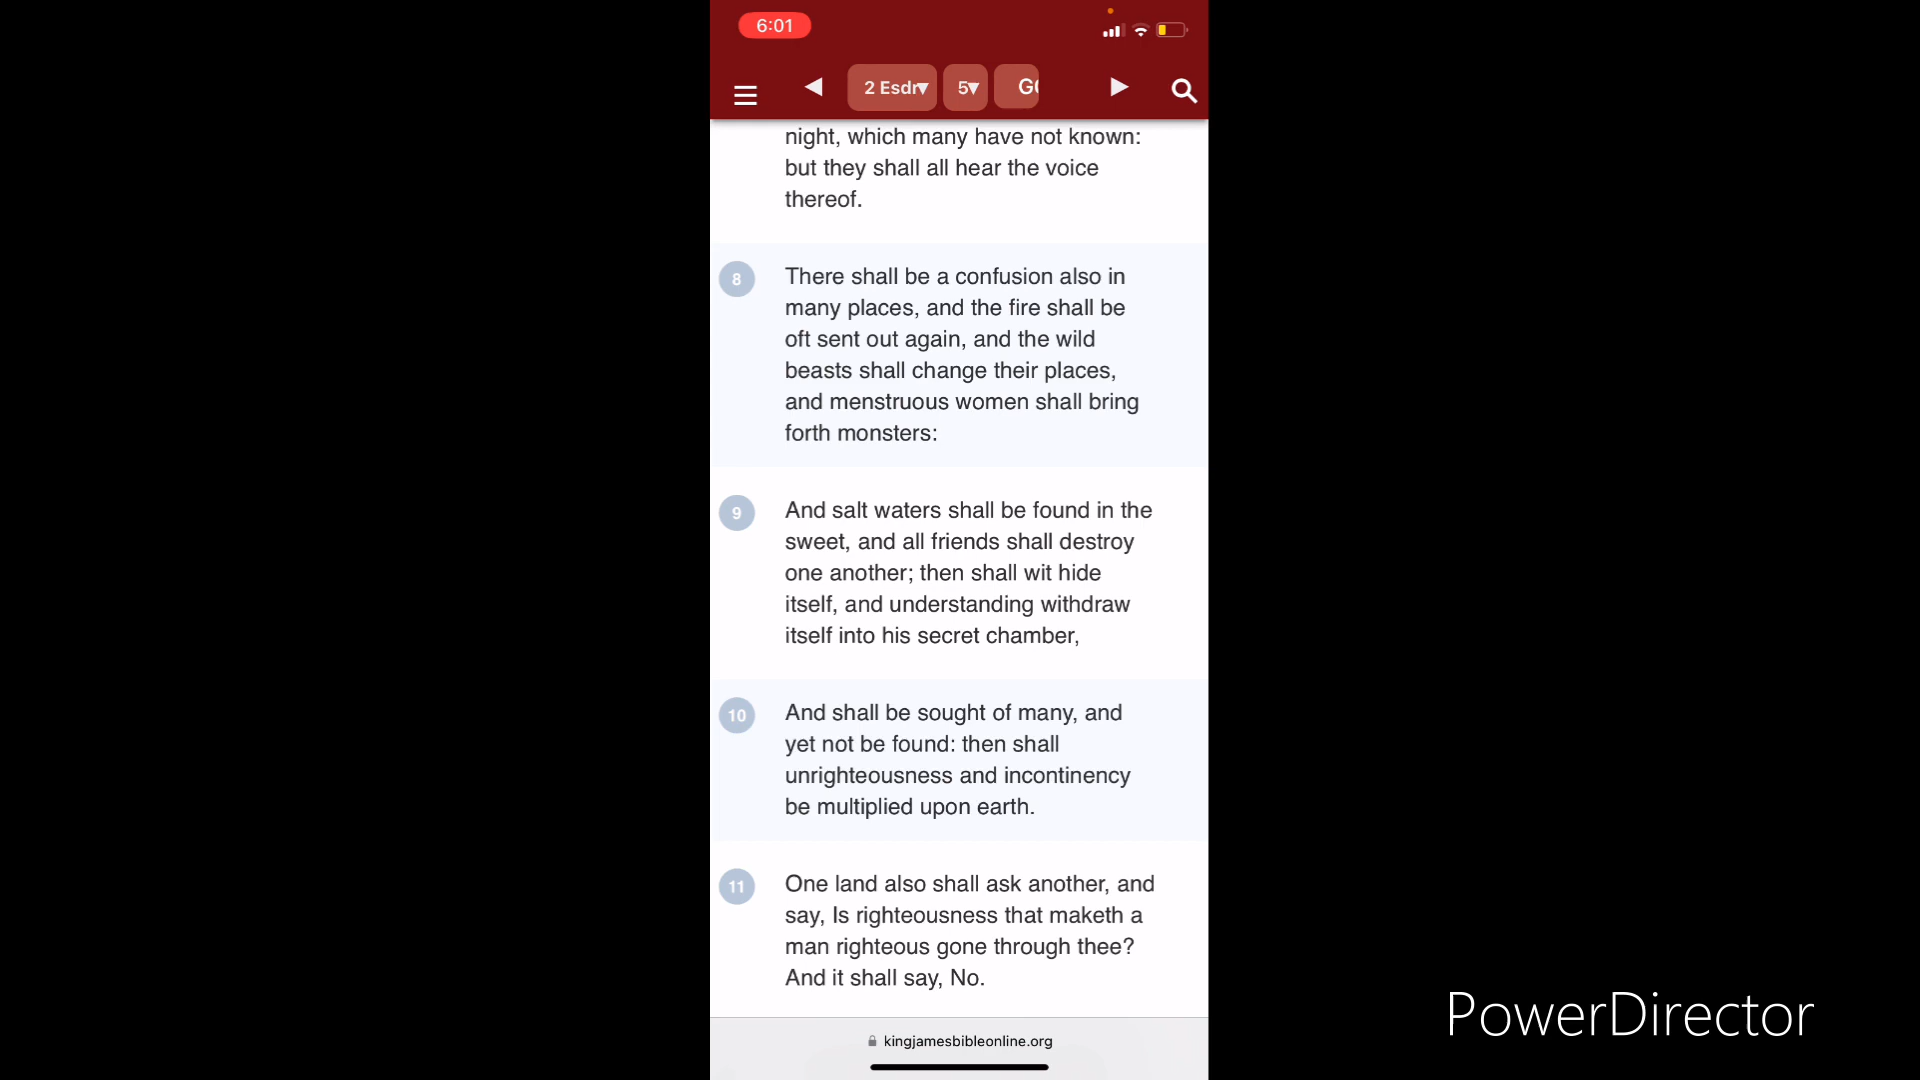 6:01
2 Esdr▾
5▾
night, which many have not known:
but they shall all hear the voice
thereof.
8
There shall be a confusion also in
many places, and the fire shall be
oft sent out again, and the wild
beasts shall change their places,
and menstruous women shall bring
forth monsters:
9
And salt waters shall be found in the
sweet, and all friends shall destroy
one another; then shall wit hide
itself, and understanding withdraw
itself into his secret chamber,
10
And shall be sought of many, and
yet not be found: then shall
unrighteousness and incontinency
be multiplied upon earth.
11
One land also shall ask another, and
say, Is righteousness that maketh a
man righteous gone through thee?
And it shall say, No.
kingjamesbibleonline.org
PowerDirector